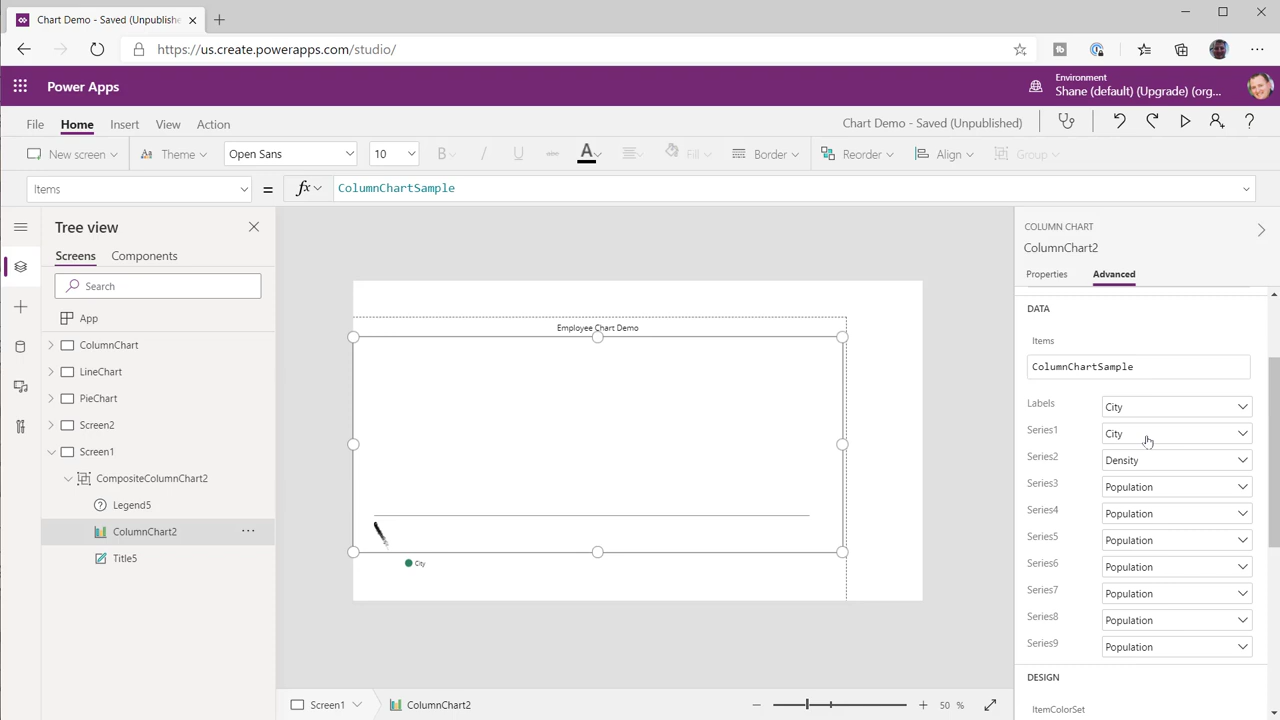 Chart Demo - Saved (Unpublishe
https://us.create.powerapps.com/studio/
Power Apps
Environment
Shane (default) (Upgrade) (org...
File Home Insert View Action
Chart Demo - Saved (Unpublished)
New screen Theme Open Sans 10 B / U abc A Fill Border Reorder Align Group
Items = fx ColumnChartSample
Tree view
Screens Components
Search
App
ColumnChart
LineChart
PieChart
Screen2
Screen1
CompositeColumnChart2
Legend5
ColumnChart2 ...
Title5
Employee Chart Demo
City
COLUMN CHART
ColumnChart2
Properties Advanced
DATA
Items
ColumnChartSample
Labels City
Series1 City
Series2 Density
Series3 Population
Series4 Population
Series5 Population
Series6 Population
Series7 Population
Series8 Population
Series9 Population
DESIGN
ItemColorSet
Screen1 ColumnChart2
50 %